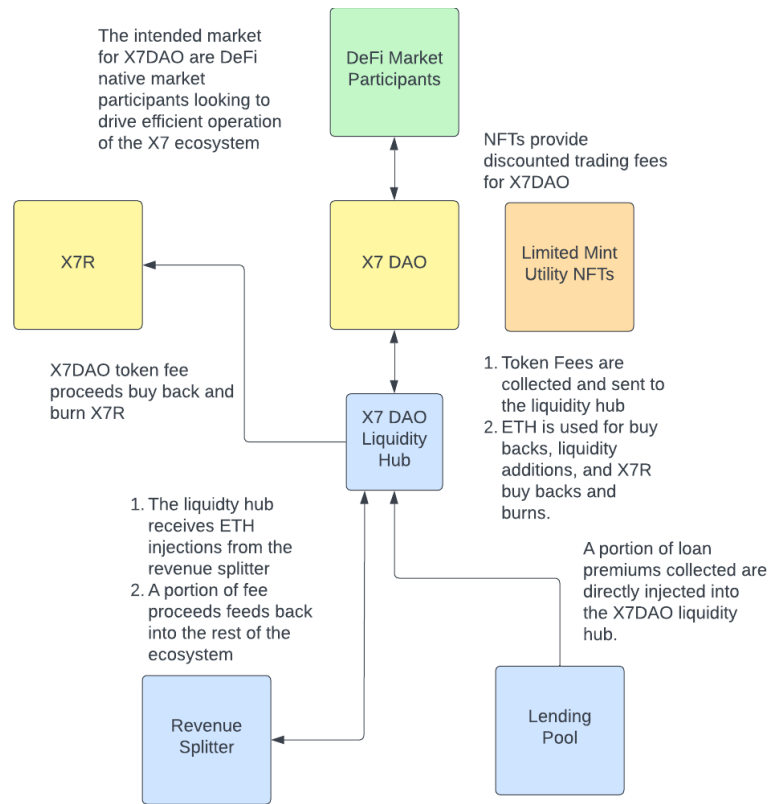 The intended market
for X7DAO are DeFi
native market
participants looking to
drive efficient operation
of the X7 ecosystem
DeFi Market
Participants
NFTs provide
discounted trading fees
for X7DAO
X7R
X7 DAO
Limited Mint
Utility NFTs
X7DAO token fee
proceeds buy back and
burn X7R
X7 DAO
Liquidity
Hub
1. Token Fees are
collected and sent to
the liquidity hub
2. ETH is used for buy
backs, liquidity
additions, and X7R
buy backs and
burns.
1. The liquidty hub
receives ETH
injections from the
revenue splitter
2. A portion of fee
proceeds feeds back
into the rest of the
ecosystem
A portion of loan
premiums collected are
directly injected into
the X7DAO liquidity
hub.
Revenue
Splitter
Lending
Pool